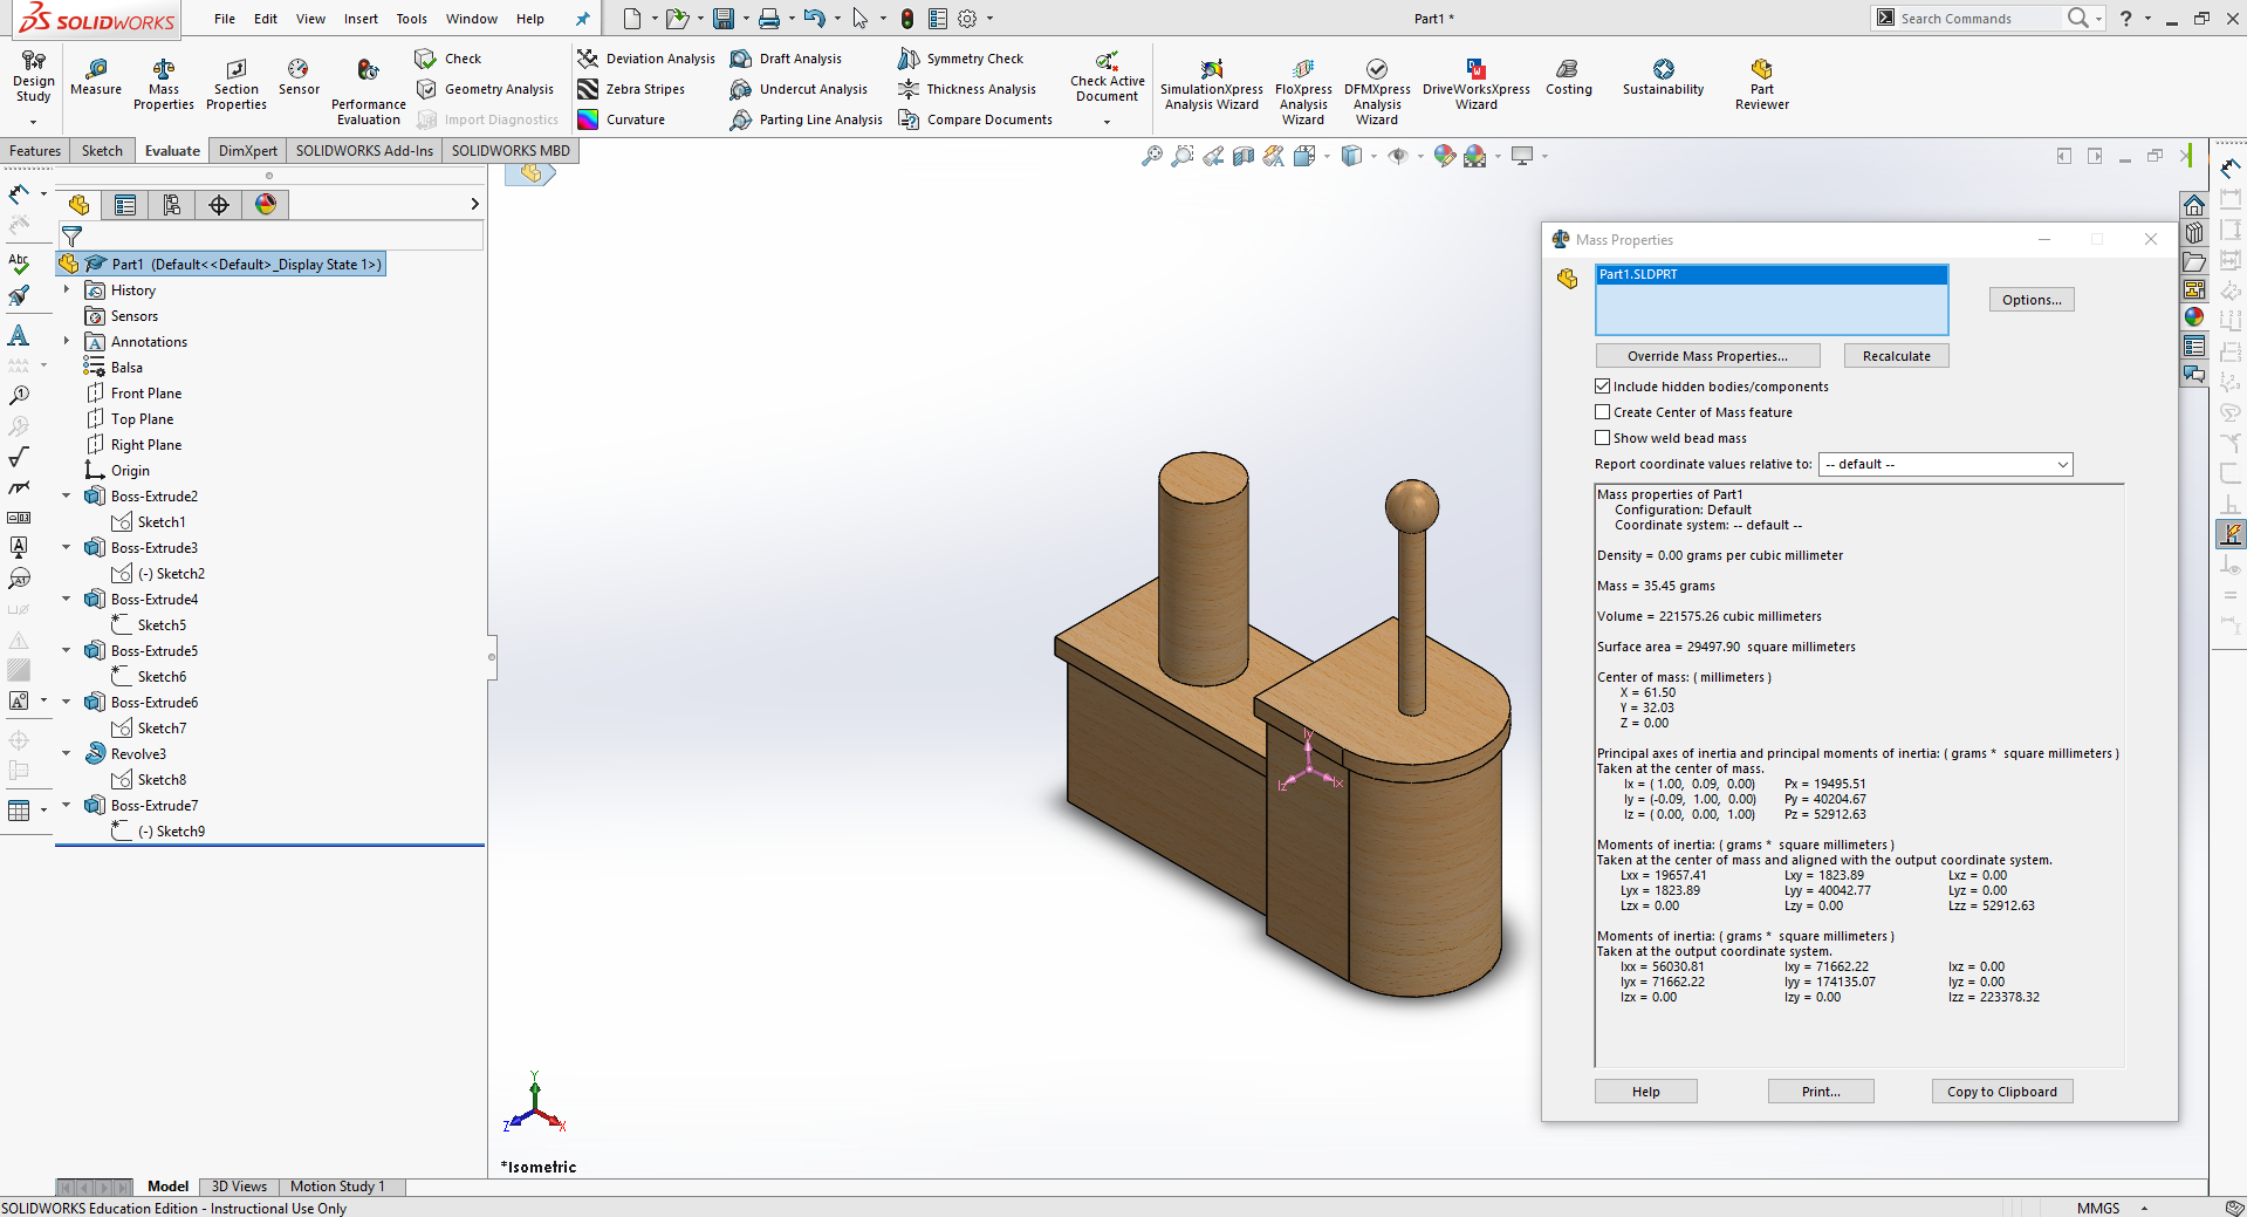 SOLIDWORKS File Edit View Insert Tools Window Help Part1 * Search Commands ?
Design Study
Measure
Mass Properties
Section Properties
Sensor
Performance Evaluation
Check
Geometry Analysis
Import Diagnostics
Deviation Analysis
Zebra Stripes
Curvature
Draft Analysis
Undercut Analysis
Parting Line Analysis
Symmetry Check
Thickness Analysis
Compare Documents
Check Active Document
SimulationXpress Analysis Wizard
FloXpress Analysis Wizard
DFMXpress Analysis Wizard
DriveWorksXpress Wizard
Costing
Sustainability
Part Reviewer
Features Sketch Evaluate DimXpert SOLIDWORKS Add-Ins SOLIDWORKS MBD
Part1 (Default<<Default>_Display State 1>)
History
Sensors
Annotations
Balsa
Front Plane
Top Plane
Right Plane
Origin
Boss-Extrude2
Sketch1
Boss-Extrude3
(-) Sketch2
Boss-Extrude4
Sketch5
Boss-Extrude5
Sketch6
Boss-Extrude6
Sketch7
Revolve3
Sketch8
Boss-Extrude7
(-) Sketch9
Iy
Iz
Ix
Y
Z
X
*Isometric
Mass Properties
Part1.SLDPRT
Options...
Override Mass Properties... Recalculate
Include hidden bodies/components
Create Center of Mass feature
Show weld bead mass
Report coordinate values relative to: -- default --
Mass properties of Part1
Configuration: Default
Coordinate system: -- default --
Density = 0.00 grams per cubic millimeter
Mass = 35.45 grams
Volume = 221575.26 cubic millimeters
Surface area = 29497.90 square millimeters
Center of mass: ( millimeters )
X = 61.50
Y = 32.03
Z = 0.00
Principal axes of inertia and principal moments of inertia: ( grams * square millimeters )
Taken at the center of mass.
Ix = ( 1.00, 0.09, 0.00) Px = 19495.51
Iy = (-0.09, 1.00, 0.00) Py = 40204.67
Iz = ( 0.00, 0.00, 1.00) Pz = 52912.63
Moments of inertia: ( grams * square millimeters )
Taken at the center of mass and aligned with the output coordinate system.
Lxx = 19657.41 Lxy = 1823.89 Lxz = 0.00
Lyx = 1823.89 Lyy = 40042.77 Lyz = 0.00
Lzx = 0.00 Lzy = 0.00 Lzz = 52912.63
Moments of inertia: ( grams * square millimeters )
Taken at the output coordinate system.
Ixx = 56030.81 Ixy = 71662.22 Ixz = 0.00
Iyx = 71662.22 Iyy = 174135.07 Iyz = 0.00
Izx = 0.00 Izy = 0.00 Izz = 223378.32
Help Print... Copy to Clipboard
Model 3D Views Motion Study 1
SOLIDWORKS Education Edition - Instructional Use Only MMGS